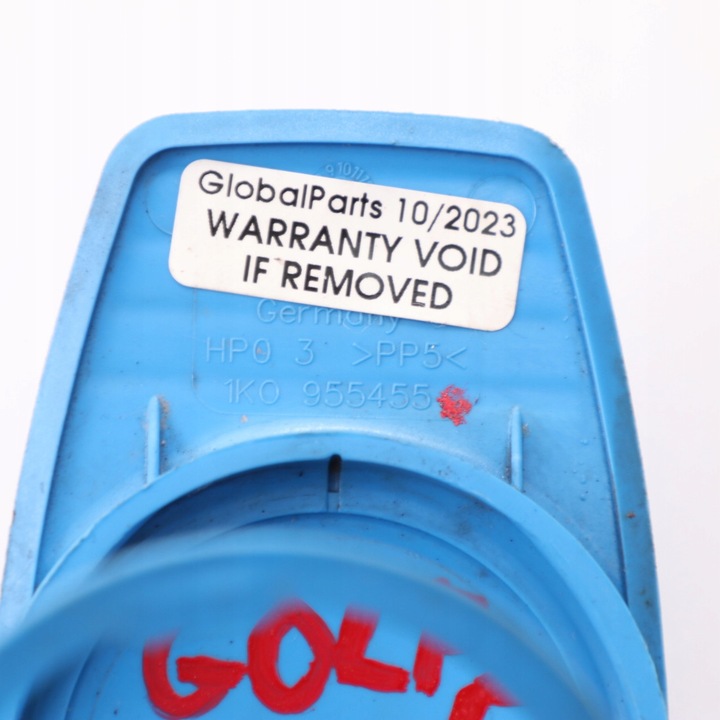 GlobalParts 10/2023
WARRANTY VOID
IF REMOVED
Germany
HP0 3 >PP5<
1K0 955455